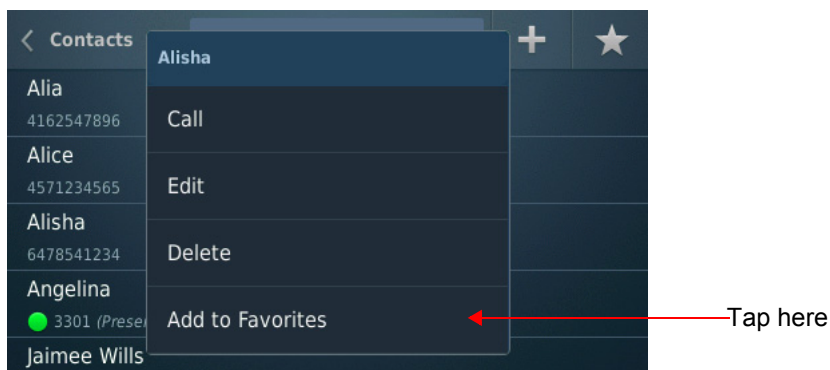 Contacts
Alisha
Alia
4162547896
Call
Alice
4571234565
Edit
Alisha
6478541234
Delete
Angelina
3301 (Prese
Add to Favorites
Tap here
Jaimee Wills